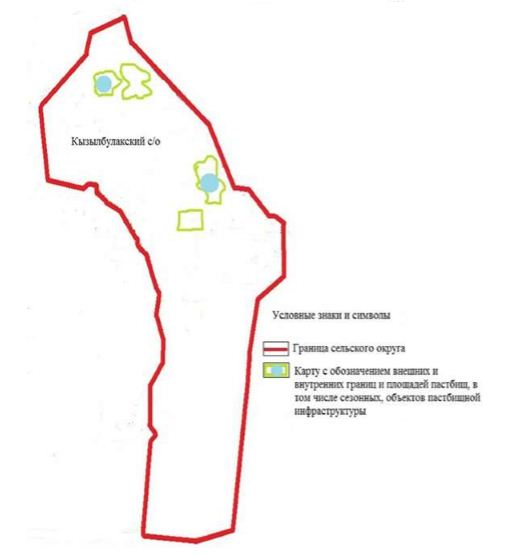 Кызылбулакский с/о
Условные знаки и символы
Граница сельского округа
Карту с обозначением внешних и
внутренних границ и площадей пастбищ, в
том числе сезонных, объектов пастбищной
инфраструктуры